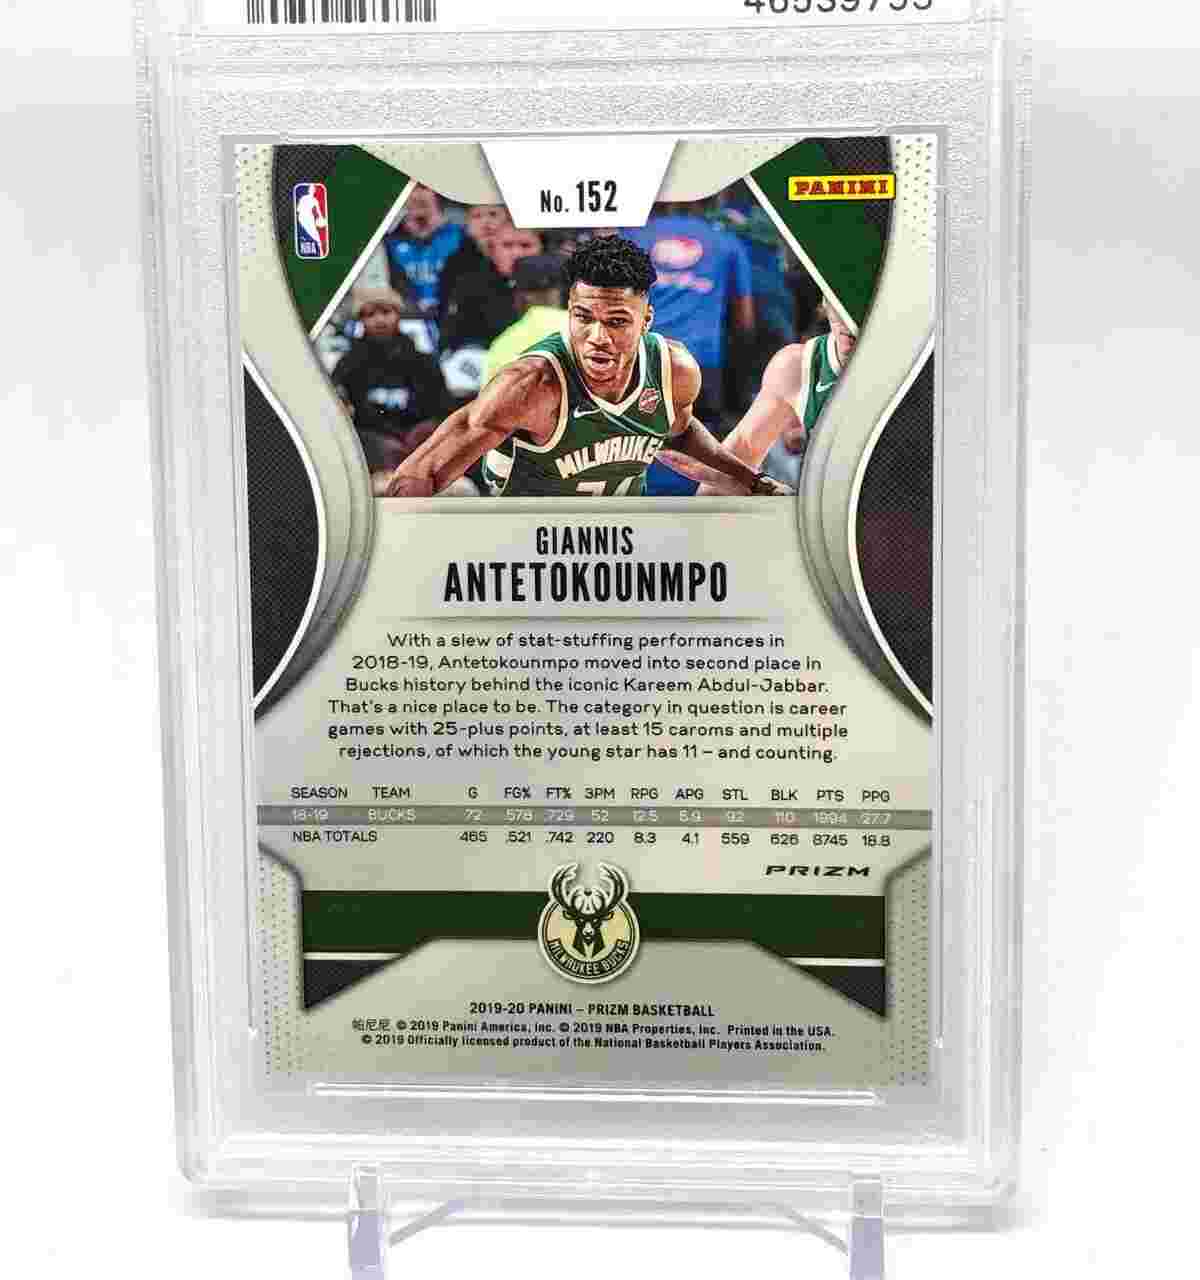 46539753
No. 152
PANINI
NBA
MILWAUKEE
GIANNIS
ANTETOKOUNMPO
With a slew of stat-stuffing performances in
2018-19, Antetokounmpo moved into second place in
Bucks history behind the iconic Kareem Abdul-Jabbar.
That's a nice place to be. The category in question is career
games with 25-plus points, at least 15 caroms and multiple
rejections, of which the young star has 11 – and counting.
SEASON TEAM G FG% FT% 3PM RPG APG STL BLK PTS PPG
18-19 BUCKS 72 .578 .729 52 12.5 5.9 92 110 1994 27.7
NBA TOTALS 465 .521 .742 220 8.3 4.1 559 626 8745 18.8
PRIZM
MILWAUKEE BUCKS
2019-20 PANINI – PRIZM BASKETBALL
帕尼尼 © 2019 Panini America, Inc. © 2019 NBA Properties, Inc. Printed in the USA.
© 2019 Officially licensed product of the National Basketball Players Association.